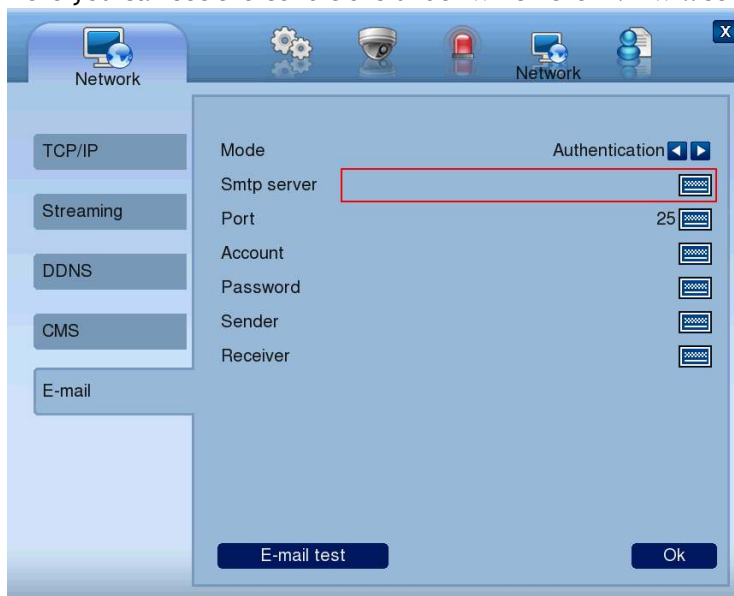 Network
Network
X
TCP/IP
Streaming
DDNS
CMS
E-mail
Mode Authentication
Smtp server
Port 25
Account
Password
Sender
Receiver
E-mail test Ok